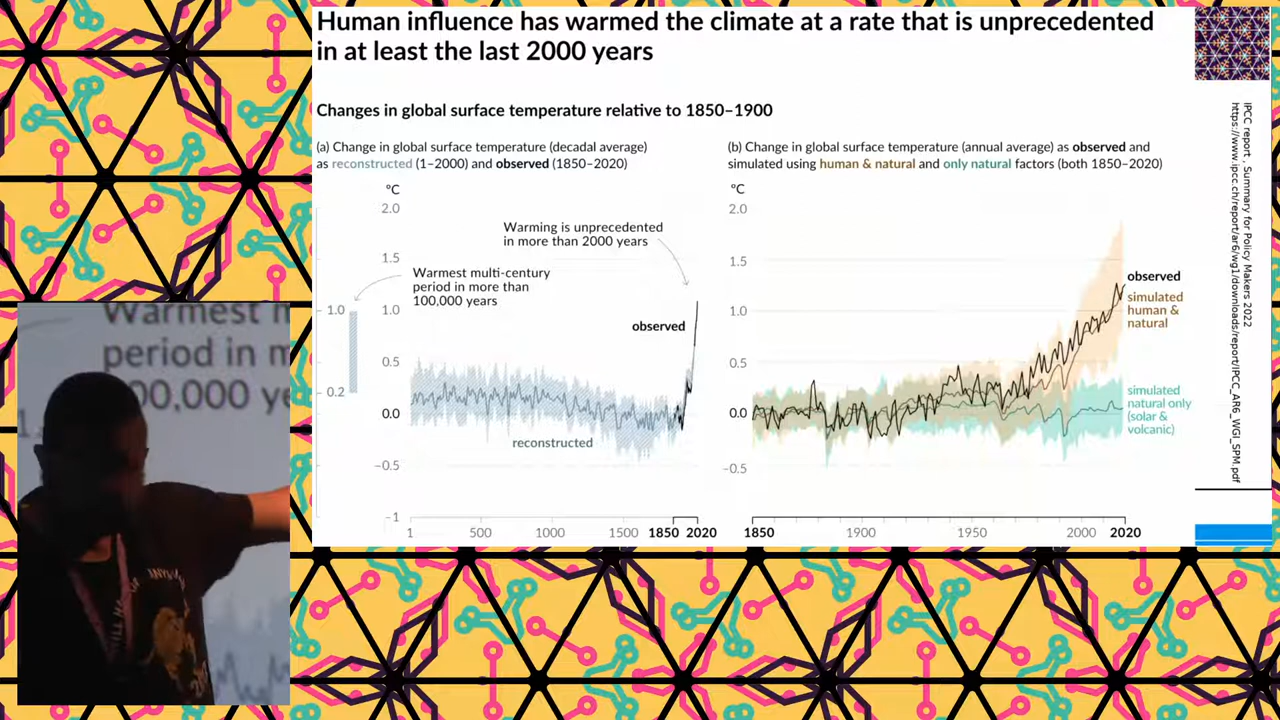 Human influence has warmed the climate at a rate that is unprecedented
in at least the last 2000 years
Changes in global surface temperature relative to 1850–1900
(a) Change in global surface temperature (decadal average)
as reconstructed (1–2000) and observed (1850–2020)
°C
2.0
1.5
1.0
0.5
0.0
−0.5
−1
1.0
0.2
Warming is unprecedented
in more than 2000 years
Warmest multi-century
period in more than
100,000 years
observed
reconstructed
1
500
1000
1500
1850
2020
(b) Change in global surface temperature (annual average) as observed and
simulated using human & natural and only natural factors (both 1850–2020)
°C
2.0
1.5
1.0
0.5
0.0
−0.5
observed
simulated
human &
natural
simulated
natural only
(solar &
volcanic)
1850
1900
1950
2000
2020
IPCC report , Summary for Policy Makers 2022
https://www.ipcc.ch/report/ar6/wg1/downloads/report/IPCC_AR6_WGI_SPM.pdf
Warmest m
period in m
00,000 ye